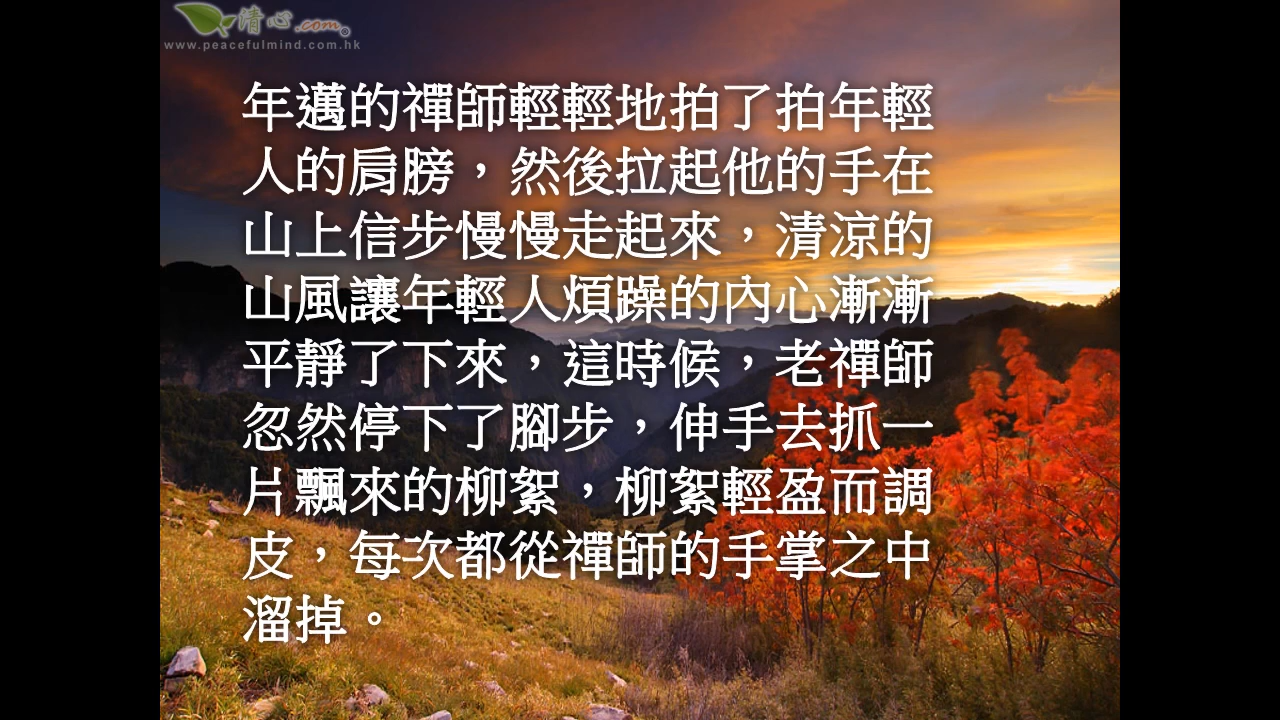 清心.com
www.peacefulmind.com.hk
年邁的禪師輕輕地拍了拍年輕
人的肩膀，然後拉起他的手在
山上信步慢慢走起來，清涼的
山風讓年輕人煩躁的內心漸漸
平靜了下來，這時候，老禪師
忽然停下了腳步，伸手去抓一
片飄來的柳絮，柳絮輕盈而調
皮，每次都從禪師的手掌之中
溜掉。